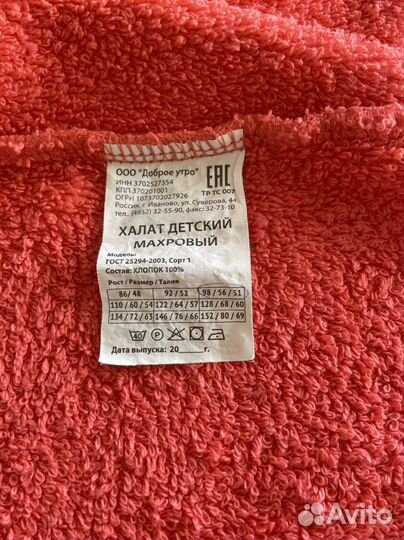 ООО "Доброе утро"
ИНН 3702527354
КПП 370201001
ОГРН 1073702027926
Россия г. Иваново, ул. Суворова, 44
тел., (4932) 32-55-90, факс: 32-73-10
EAC
ТР ТС 007
ХАЛАТ ДЕТСКИЙ
МАХРОВЫЙ
Модель:
ГОСТ 25294-2003, Сорт 1
Состав: ХЛОПОК 100%
Рост / Размер / Талия
86 / 48 92 / 52 98 / 56 / 51
110 / 60 / 54 122 / 64 / 57 128 / 68 / 60
134 / 72 / 63 146 / 76 / 66 152 / 80 / 69
40 P
Дата выпуска: 20 г.
Avito